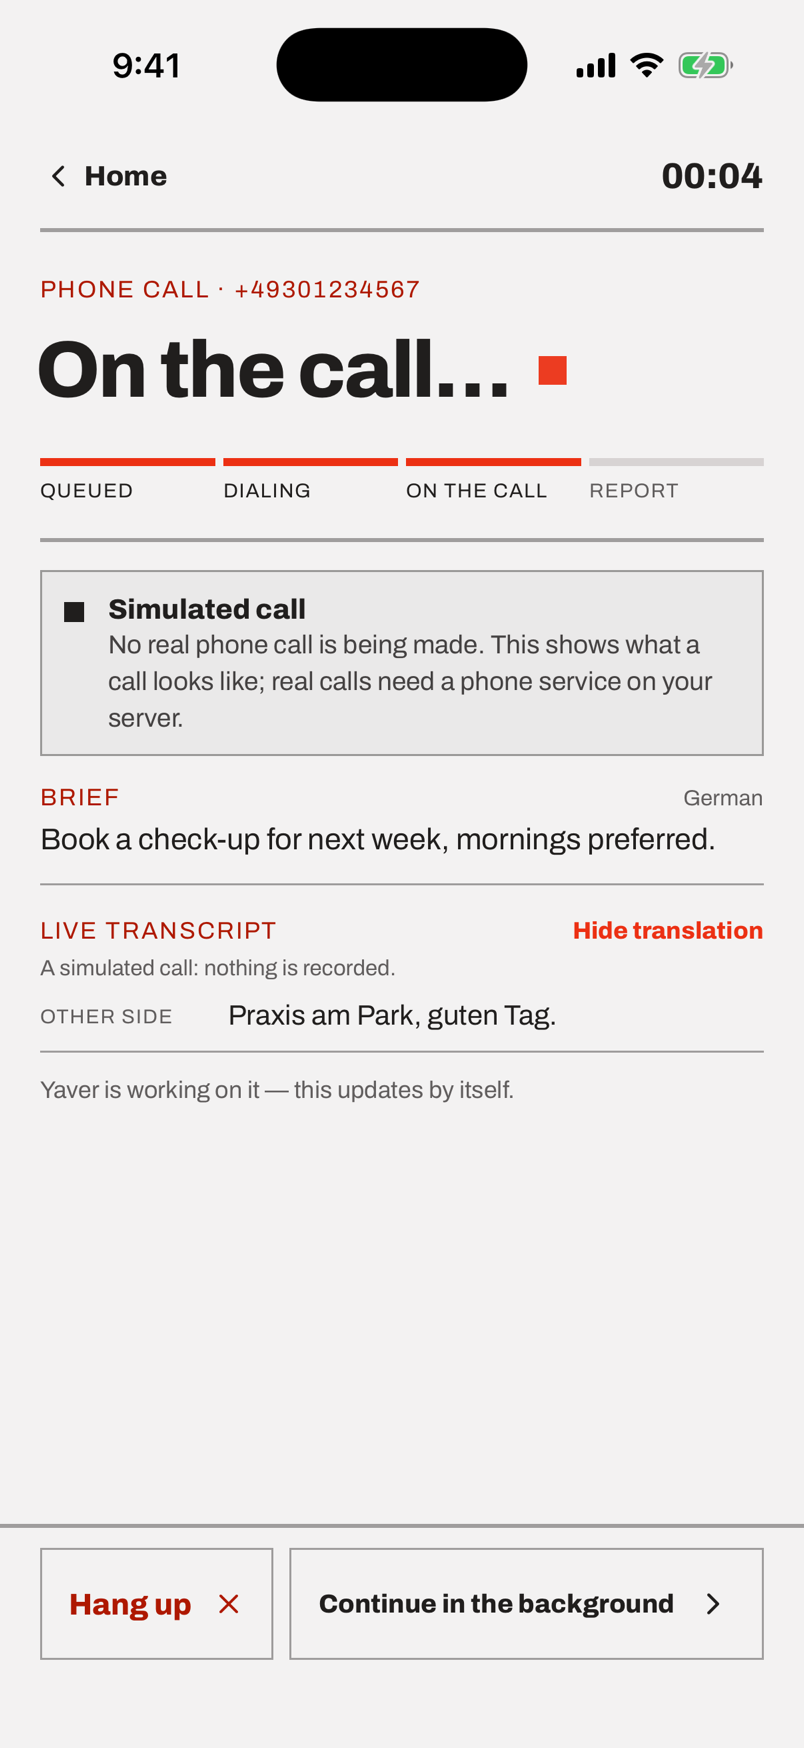 9:41
Home
00:04
PHONE CALL · +49301234567
On the call...
QUEUED
DIALING
ON THE CALL
REPORT
Simulated call
No real phone call is being made. This shows what a
call looks like; real calls need a phone service on your
server.
BRIEF
German
Book a check-up for next week, mornings preferred.
LIVE TRANSCRIPT
Hide translation
A simulated call: nothing is recorded.
OTHER SIDE
Praxis am Park, guten Tag.
Yaver is working on it — this updates by itself.
Hang up
Continue in the background